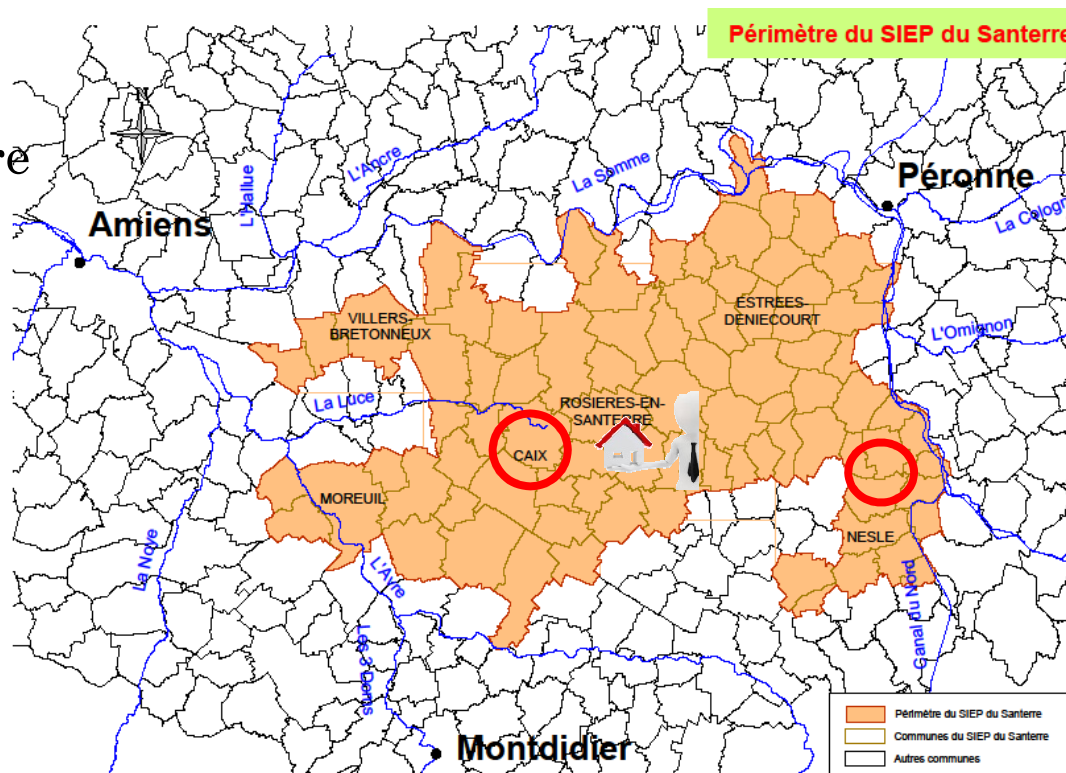 Périmètre du SIEP du Santerre
N
re
Amiens
L'Hallue
L'Ancre
La Somme
Péronne
La Cologn
VILLERS-
BRETONNEUX
ESTREES-
DENIECOURT
L'Omignon
La Luce
ROSIERES-EN-
SANTERRE
CAIX
MOREUIL
NESLE
La Noye
L'Avre
Les 3 Doms
Canal du Nord
Montdidier
Périmètre du SIEP du Santerre
Communes du SIEP du Santerre
Autres communes